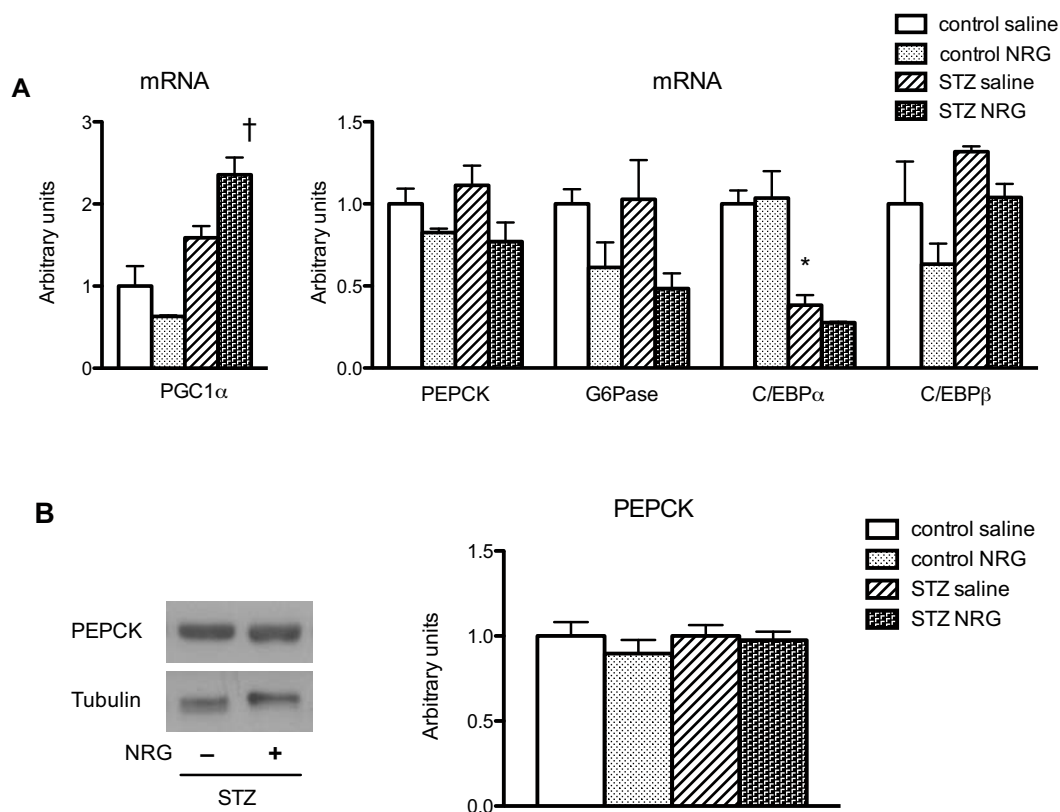 control saline
control NRG
STZ saline
STZ NRG
A
mRNA
mRNA
Arbitrary units
3
2
1
0
PGC1α
†
Arbitrary units
1.5
1.0
0.5
0.0
*
PEPCK
G6Pase
C/EBPα
C/EBPβ
B
PEPCK
Tubulin
NRG – +
STZ
PEPCK
Arbitrary units
1.5
1.0
0.5
0.0
control saline
control NRG
STZ saline
STZ NRG